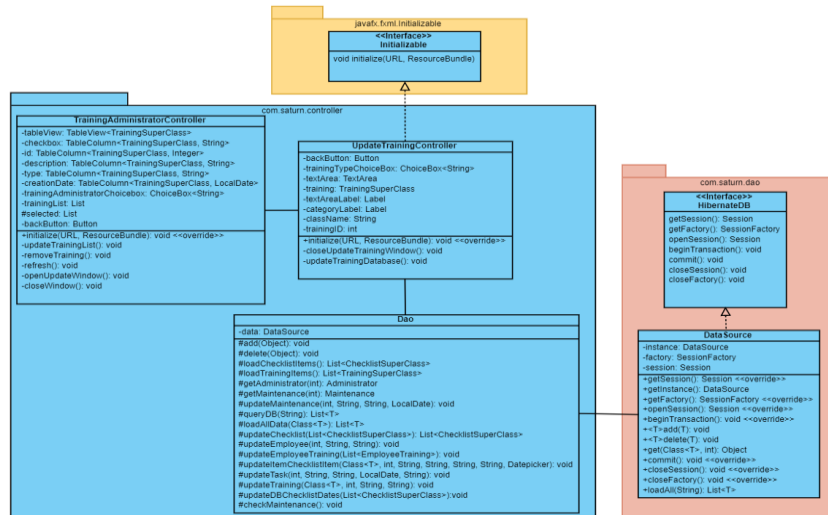 javafx.fxml.Initializable
<<Interface>>
Initializable
void initialize(URL, ResourceBundle)
com.saturn.controller
TrainingAdministratorController
-tableView: TableView<TrainingSuperClass>
-checkbox: TableColumn<TrainingSuperClass, String>
-id: TableColumn<TrainingSuperClass, Integer>
-description: TableColumn<TrainingSuperClass, String>
-type: TableColumn<TrainingSuperClass, String>
-creationDate: TableColumn<TrainingSuperClass, LocalDate>
-trainingAdministratorChoicebox: ChoiceBox<String>
-trainingList: List
#selected: List
-backButton: Button
+initialize(URL, ResourceBundle): void <<override>>
-updateTrainingList(): void
-removeTraining(): void
-refresh(): void
-openUpdateWindow(): void
-closeWindow(): void
UpdateTrainingController
-backButton: Button
-trainingTypeChoiceBox: ChoiceBox<String>
-textArea: TextArea
-training: TrainingSuperClass
-textAreaLabel: Label
-categoryLabel: Label
-className: String
-trainingID: int
+initialize(URL, ResourceBundle): void <<override>>
-closeUpdateTrainingWindow(): void
-updateTrainingDatabase(): void
Dao
-data: DataSource
#add(Object): void
#delete(Object): void
#loadChecklistItems(): List<ChecklistSuperClass>
#loadTrainingItems(): List<TrainingSuperClass>
#getAdministrator(int): Administrator
#getMaintenance(int): Maintenance
#updateMaintenance(int, String, String, LocalDate): void
#queryDB(String): List<T>
#loadAllData(Class<T>): List<T>
#updateChecklist(List<ChecklistSuperClass>): List<ChecklistSuperClass>
#updateEmployee(int, String, String): void
#updateEmployeeTraining(List<EmployeeTraining>): void
#updateItemChecklistItem(Class<T>, int, String, String, String, String, Datepicker): void
#updateTask(int, String, String, LocalDate, String): void
#updateTraining(Class<T>, int, String, String): void
#updateDBChecklistDates(List<ChecklistSuperClass>):void
#checkMaintenance(): void
com.saturn.dao
<<Interface>>
HibernateDB
getSession(): Session
getFactory(): SessionFactory
openSession(): Session
beginTransaction(): void
commit(): void
closeSession(): void
closeFactory(): void
DataSource
-instance: DataSource
-factory: SessionFactory
-session: Session
+getSession(): Session <<override>>
+getInstance(): DataSource
+getFactory(): SessionFactory <<override>>
+openSession(): Session <<override>>
+beginTransaction(): void <<override>>
+<T>add(T): void
+<T>delete(T): void
+get(Class<T>, int): Object
+commit(): void <<override>>
+closeSession(): void <<override>>
+closeFactory(): void <<override>>
+loadAll(String): List<T>